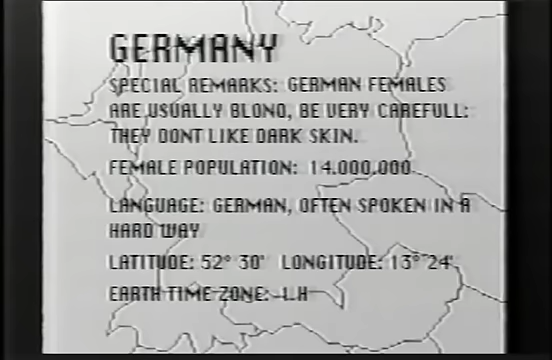 GERMANY
SPECIAL REMARKS: GERMAN FEMALES
ARE USUALLY BLOND, BE VERY CAREFULL:
THEY DONT LIKE DARK SKIN.
FEMALE POPULATION: 14.000.000
LANGUAGE: GERMAN, OFTEN SPOKEN IN A
HARD WAY
LATITUDE: 52° 30' LONGITUDE: 13° 24'
EARTH TIME ZONE: